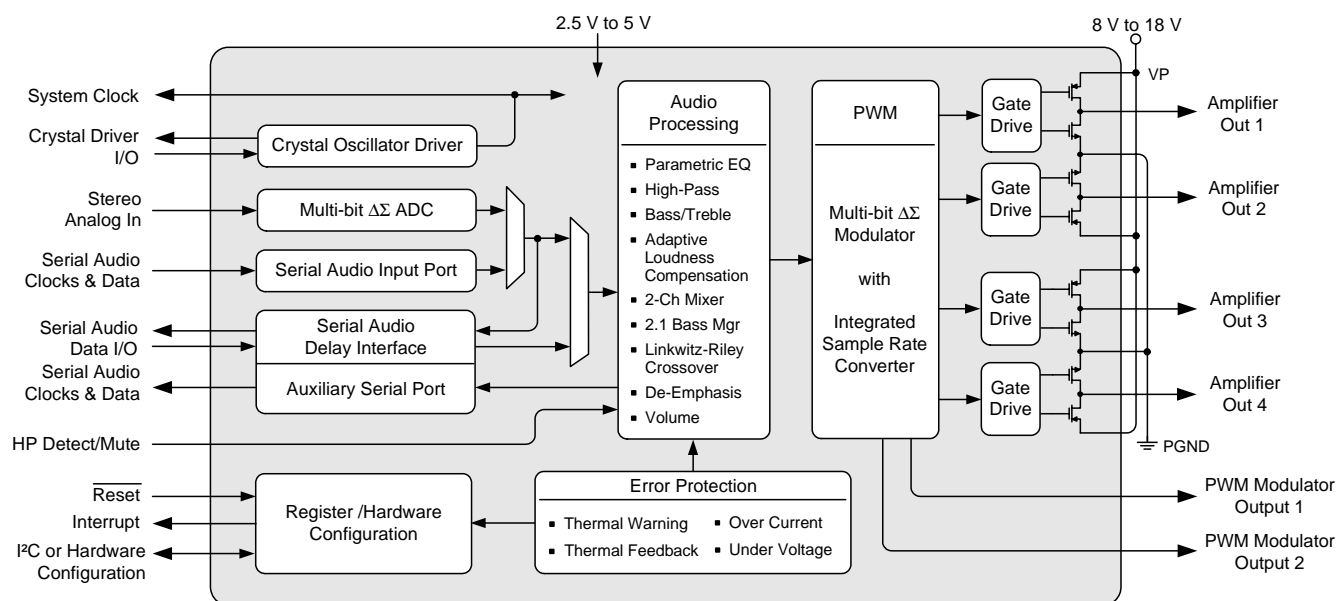 2.5 V to 5 V
8 V to 18 V
VP
System Clock
Crystal Driver
I/O
Crystal Oscillator Driver
Stereo
Analog In
Multi-bit ΔΣ ADC
Serial Audio
Clocks & Data
Serial Audio Input Port
Serial Audio
Data I/O
Serial Audio
Delay Interface
Serial Audio
Clocks & Data
Auxiliary Serial Port
HP Detect/Mute
Reset
Interrupt
I²C or Hardware
Configuration
Register /Hardware
Configuration
Audio
Processing
▪ Parametric EQ
▪ High-Pass
▪ Bass/Treble
▪ Adaptive
Loudness
Compensation
▪ 2-Ch Mixer
▪ 2.1 Bass Mgr
▪ Linkwitz-Riley
Crossover
▪ De-Emphasis
▪ Volume
Error Protection
▪ Thermal Warning
▪ Over Current
▪ Thermal Feedback
▪ Under Voltage
PWM
Multi-bit ΔΣ
Modulator
with
Integrated
Sample Rate
Converter
Gate
Drive
Gate
Drive
Gate
Drive
Gate
Drive
Amplifier
Out 1
Amplifier
Out 2
Amplifier
Out 3
Amplifier
Out 4
PGND
PWM Modulator
Output 1
PWM Modulator
Output 2